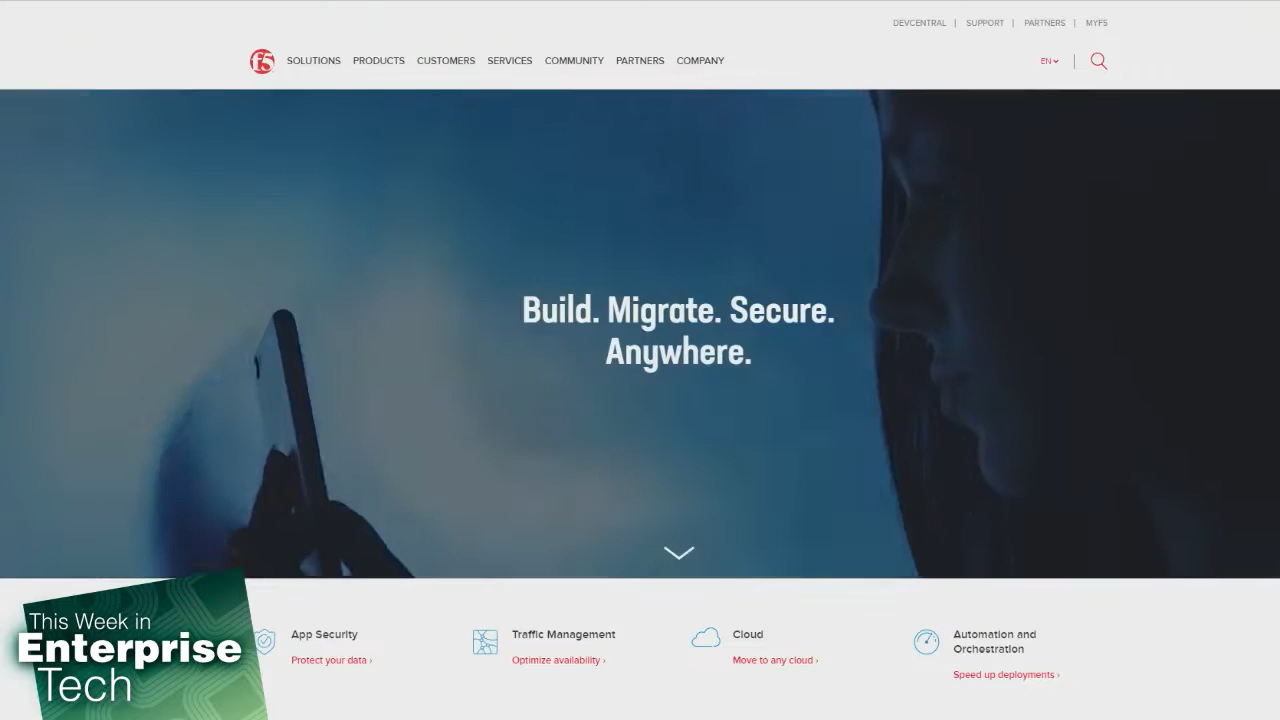 DEVCENTRAL | SUPPORT | PARTNERS | MYF5
f5 SOLUTIONS PRODUCTS CUSTOMERS SERVICES COMMUNITY PARTNERS COMPANY EN
Build. Migrate. Secure.
Anywhere.
App Security
Protect your data ›
Traffic Management
Optimize availability ›
Cloud
Move to any cloud ›
Automation and
Orchestration
Speed up deployments ›
This Week in
Enterprise
Tech